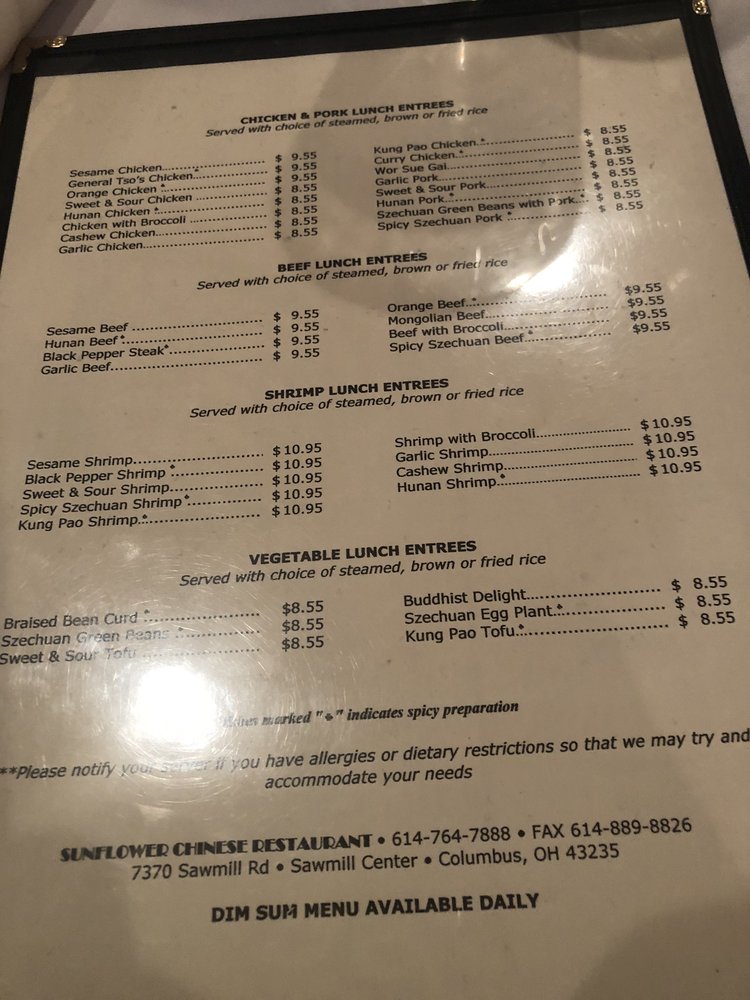 CHICKEN & PORK LUNCH ENTREES
Served with choice of steamed, brown or fried rice
Sesame Chicken........................ $ 9.55
General Tso's Chicken.♠............... $ 9.55
Orange Chicken ♠..................... $ 9.55
Sweet & Sour Chicken ............... $ 8.55
Hunan Chicken ♠..................... $ 8.55
Chicken with Broccoli ............... $ 8.55
Cashew Chicken...................... $ 8.55
Garlic Chicken........................ $ 8.55
Kung Pao Chicken.♠.................. $ 8.55
Curry Chicken.♠..................... $ 8.55
Wor Sue Gai.......................... $ 8.55
Garlic Pork........................... $ 8.55
Sweet & Sour Pork................... $ 8.55
Hunan Pork.♠........................ $ 8.55
Szechuan Green Beans with Pork.♠. $ 8.55
Spicy Szechuan Pork ♠.............. $ 8.55
BEEF LUNCH ENTREES
Served with choice of steamed, brown or fried rice
Sesame Beef ......................... $ 9.55
Hunan Beef♠......................... $ 9.55
Black Pepper Steak♠................. $ 9.55
Garlic Beef........................... $ 9.55
Orange Beef.♠....................... $9.55
Mongolian Beef....................... $9.55
Beef with Broccoli.................... $9.55
Spicy Szechuan Beef.♠............... $9.55
SHRIMP LUNCH ENTREES
Served with choice of steamed, brown or fried rice
Sesame Shrimp....................... $10.95
Black Pepper Shrimp ♠............... $10.95
Sweet & Sour Shrimp................. $10.95
Spicy Szechuan Shrimp♠............. $10.95
Kung Pao Shrimp.♠................... $10.95
Shrimp with Broccoli................. $10.95
Garlic Shrimp........................ $10.95
Cashew Shrimp....................... $10.95
Hunan Shrimp.♠...................... $10.95
VEGETABLE LUNCH ENTREES
Served with choice of steamed, brown or fried rice
Braised Bean Curd ♠................. $8.55
Szechuan Green Beans ♠............. $8.55
Sweet & Sour Tofu .................. $8.55
Buddhist Delight..................... $ 8.55
Szechuan Egg Plant.♠................ $ 8.55
Kung Pao Tofu.♠..................... $ 8.55
marked "♠" indicates spicy preparation
**Please notify your server if you have allergies or dietary restrictions so that we may try and
accommodate your needs
SUNFLOWER CHINESE RESTAURANT • 614-764-7888 • FAX 614-889-8826
7370 Sawmill Rd • Sawmill Center • Columbus, OH 43235
DIM SUM MENU AVAILABLE DAILY